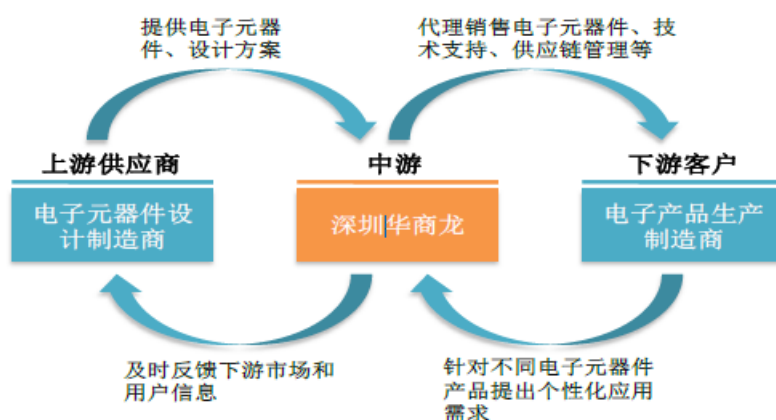 提供电子元器
件、设计方案
代理销售电子元器件、技
术支持、供应链管理等
上游供应商
中游
下游客户
电子元器件设
计制造商
深圳华商龙
电子产品生产
制造商
及时反馈下游市场和
用户信息
针对不同电子元器件
产品提出个性化应用
需求